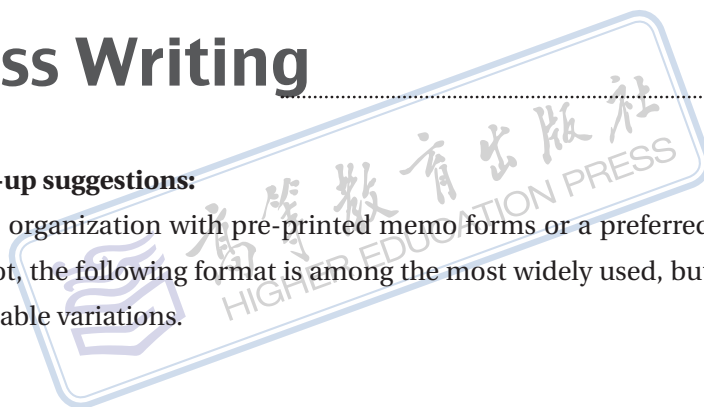 ss Writing
-up suggestions:
organization with pre-printed memo forms or a preferred
ot, the following format is among the most widely used, but
able variations.
高等教育出版社
HIGHER EDUCATION PRESS